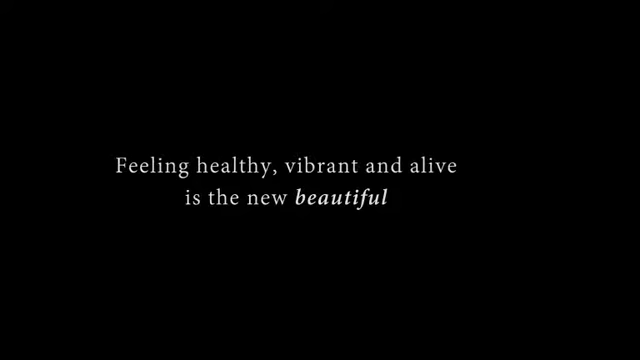 Feeling healthy, vibrant and alive
is the new beautiful